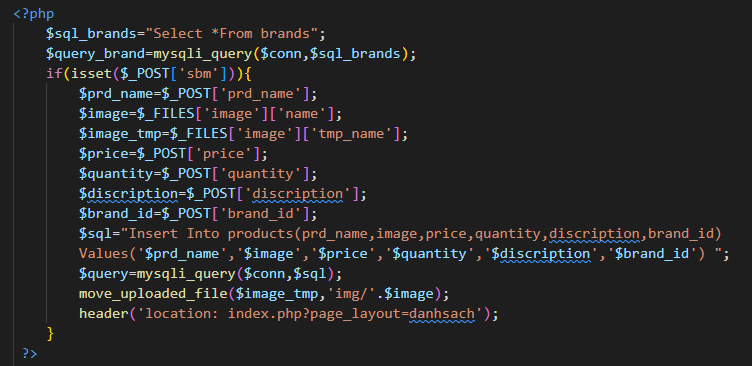 <?php
$sql_brands="Select *From brands";
$query_brand=mysqli_query($conn,$sql_brands);
if(isset($_POST['sbm'])){
$prd_name=$_POST['prd_name'];
$image=$_FILES['image']['name'];
$image_tmp=$_FILES['image']['tmp_name'];
$price=$_POST['price'];
$quantity=$_POST['quantity'];
$discription=$_POST['discription'];
$brand_id=$_POST['brand_id'];
$sql="Insert Into products(prd_name,image,price,quantity,discription,brand_id)
Values('$prd_name','$image','$price','$quantity','$discription','$brand_id') ";
$query=mysqli_query($conn,$sql);
move_uploaded_file($image_tmp,'img/'.$image);
header('location: index.php?page_layout=danhsach');
}
?>